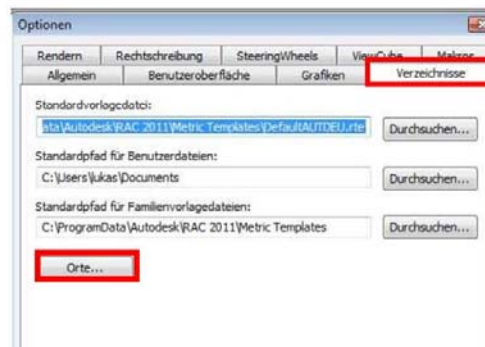 Optionen
Rendern Rechtschreibung SteeringWheels ViewCube Makros
Allgemein Benutzeroberfläche Grafiken Verzeichnisse
Standardvorlagedatei:
ata\Autodesk\RAC 2011\Metric Templates\DefaultAUTDEU.rte Durchsuchen...
Standardpfad für Benutzerdateien:
C:\Users\lukas\Documents Durchsuchen...
Standardpfad für Familienvorlagedateien:
C:\ProgramData\Autodesk\RAC 2011\Metric Templates Durchsuchen...
Orte...